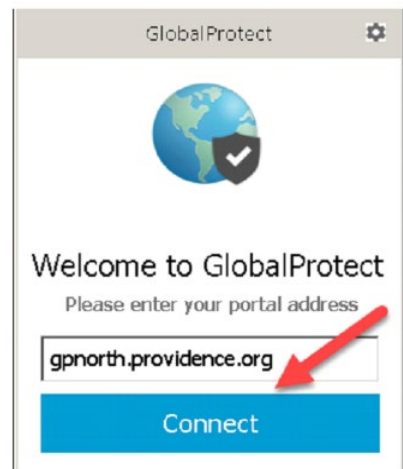 GlobalProtect
Welcome to GlobalProtect
Please enter your portal address
gpnorth.providence.org
Connect